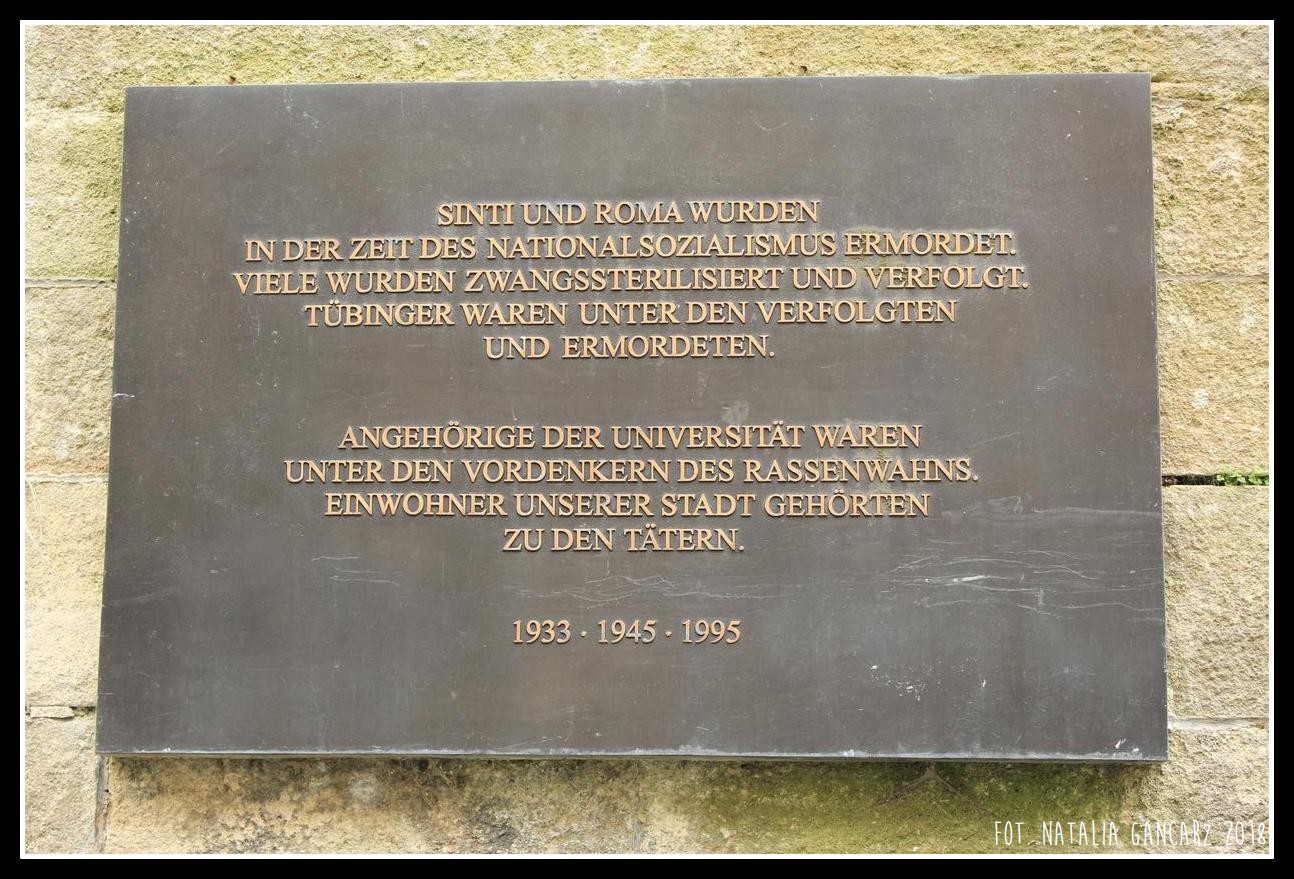 SINTI UND ROMA WURDEN
IN DER ZEIT DES NATIONALSOZIALISMUS ERMORDET.
VIELE WURDEN ZWANGSSTERILISIERT UND VERFOLGT.
TÜBINGER WAREN UNTER DEN VERFOLGTEN
UND ERMORDETEN.
ANGEHÖRIGE DER UNIVERSITÄT WAREN
UNTER DEN VORDENKERN DES RASSENWAHNS.
EINWOHNER UNSERER STADT GEHÖRTEN
ZU DEN TÄTERN.
1933 · 1945 · 1995
FOT. NATALIA GANCARZ 2018